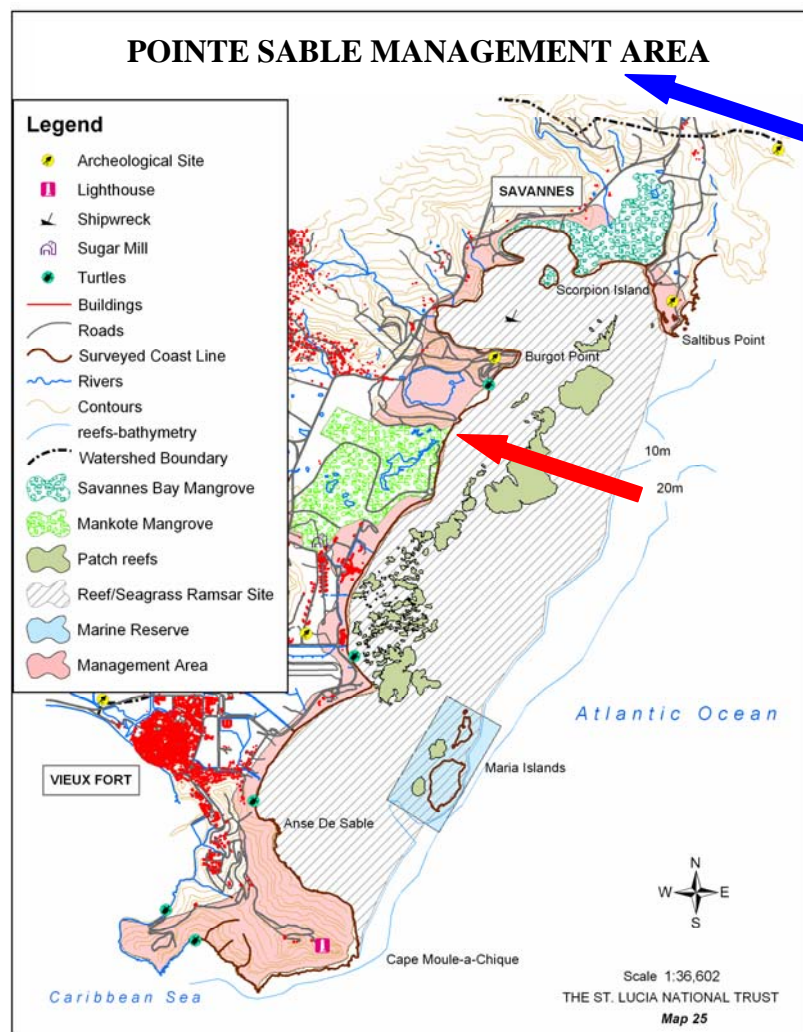 POINTE SABLE MANAGEMENT AREA
Legend
Archeological Site
Lighthouse
Shipwreck
Sugar Mill
Turtles
Buildings
Roads
Surveyed Coast Line
Rivers
Contours
reefs-bathymetry
Watershed Boundary
Savannes Bay Mangrove
Mankote Mangrove
Patch reefs
Reef/Seagrass Ramsar Site
Marine Reserve
Management Area
SAVANNES
Scorpion Island
Saltibus Point
Burgot Point
10m
20m
Atlantic Ocean
Maria Islands
VIEUX FORT
Anse De Sable
N
W E
S
Cape Moule-a-Chique
Caribbean Sea
Scale 1:36,602
THE ST. LUCIA NATIONAL TRUST
Map 25